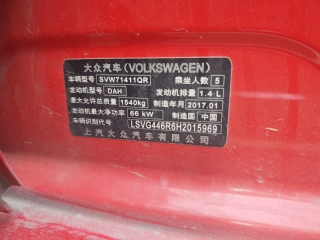 大众汽车(VOLKSWAGEN)
车辆型号 SVW71411QR 乘坐人数 5
发动机型号 DAH 发动机排量 1.4 L
最大允许总质量 1540kg 制造年月 2017.01
发动机最大净功率 66 kW 制造国 中国
车辆识别代号 LSVG446R6H2015969
上汽大众汽车有限公司